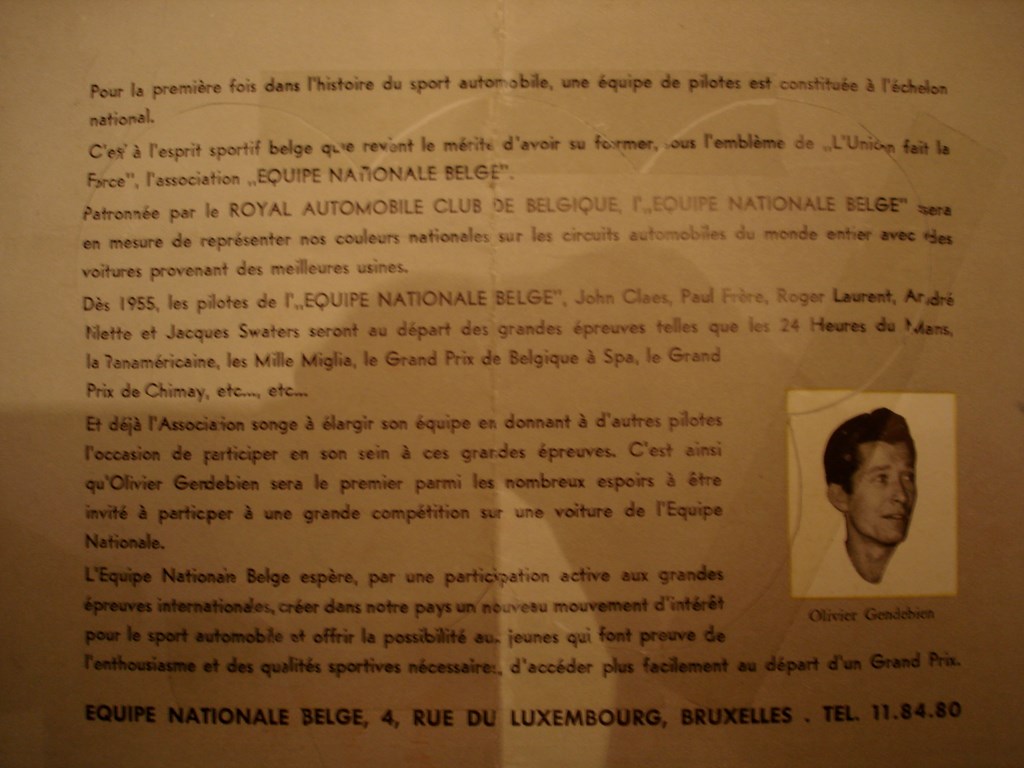 Pour la première fois dans l'histoire du sport automobile, une équipe de pilotes est constituée à l'échelon
national.
C'est à l'esprit sportif belge que revient le mérite d'avoir su former, sous l'emblème de „L'Union fait la
Force", l'association „EQUIPE NATIONALE BELGE".
Patronnée par le ROYAL AUTOMOBILE CLUB DE BELGIQUE, l'„EQUIPE NATIONALE BELGE" sera
en mesure de représenter nos couleurs nationales sur les circuits automobiles du monde entier avec des
voitures provenant des meilleures usines.
Dès 1955, les pilotes de l'„EQUIPE NATIONALE BELGE", John Claes, Paul Frère, Roger Laurent, André
Milette et Jacques Swaters seront au départ des grandes épreuves telles que les 24 Heures du Mans,
la Panaméricaine, les Mille Miglia, le Grand Prix de Belgique à Spa, le Grand
Prix de Chimay, etc..., etc...
Et déjà l'Association songe à élargir son équipe en donnant à d'autres pilotes
l'occasion de participer en son sein à ces grandes épreuves. C'est ainsi
qu'Olivier Gendebien sera le premier parmi les nombreux espoirs à être
invité à particper à une grande compétition sur une voiture de l'Equipe
Nationale.
L'Equipe Nationale Belge espère, par une participation active aux grandes
épreuves internationales, créer dans notre pays un nouveau mouvement d'intérêt
pour le sport automobile et offrir la possibilité aux jeunes qui font preuve de
l'enthousiasme et des qualités sportives nécessaires, d'accéder plus facilement au départ d'un Grand Prix.
Olivier Gendebien
EQUIPE NATIONALE BELGE, 4, RUE DU LUXEMBOURG, BRUXELLES . TEL. 11.84.80